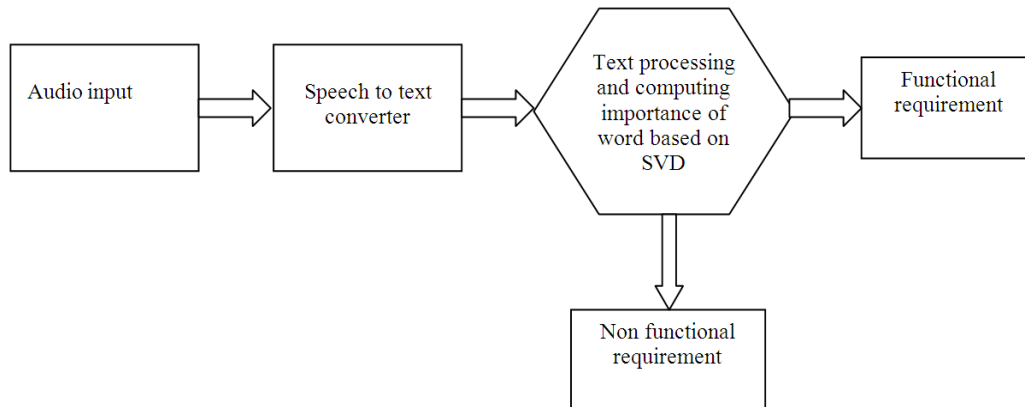 Audio input
Speech to text
converter
Text processing
and computing
importance of
word based on
SVD
Functional
requirement
Non functional
requirement